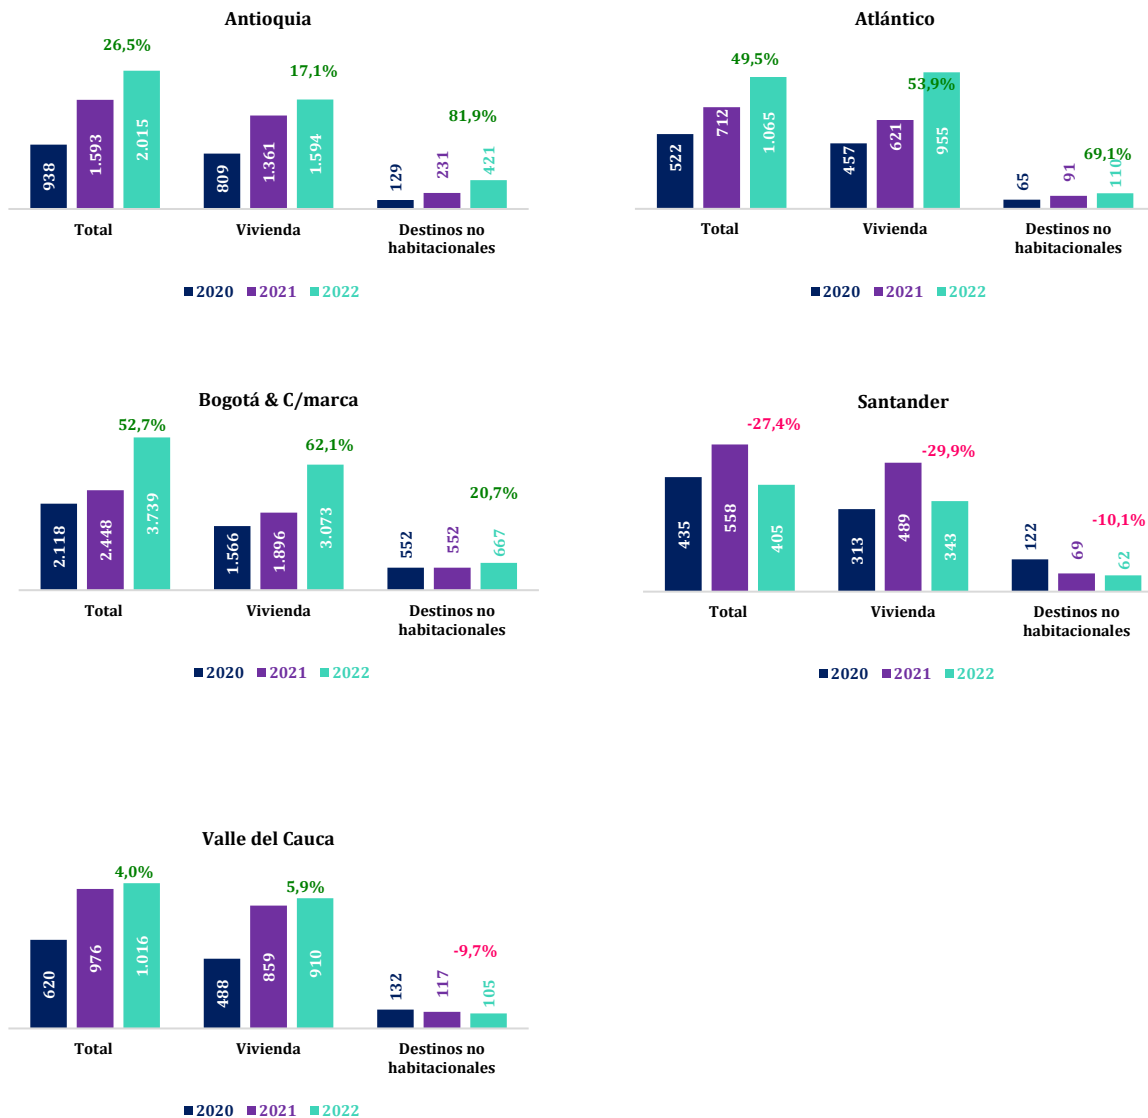 Antioquia
26,5%
17,1%
81,9%
938
1.593
2.015
809
1.361
1.594
129
231
421
Total
Vivienda
Destinos no
habitacionales
2020 2021 2022
Atlántico
49,5%
53,9%
69,1%
522
712
1.065
457
621
955
65
91
110
Total
Vivienda
Destinos no
habitacionales
2020 2021 2022
Bogotá & C/marca
52,7%
62,1%
20,7%
2.118
2.448
3.739
1.566
1.896
3.073
552
552
667
Total
Vivienda
Destinos no
habitacionales
2020 2021 2022
Santander
-27,4%
-29,9%
-10,1%
435
558
405
313
489
343
122
69
62
Total
Vivienda
Destinos no
habitacionales
2020 2021 2022
Valle del Cauca
4,0%
5,9%
-9,7%
620
976
1.016
488
859
910
132
117
105
Total
Vivienda
Destinos no
habitacionales
2020 2021 2022